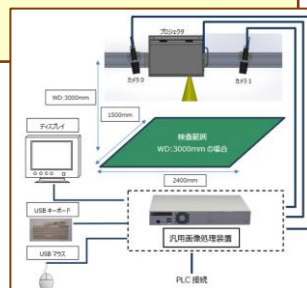 プロジェクタ
カメラ 0
カメラ 1
WD:3000mm
1500mm
検査範囲
WD:3000mm の場合
2400mm
ディスプレイ
USB キーボード
汎用画像処理装置
USB マウス
PLC 接続